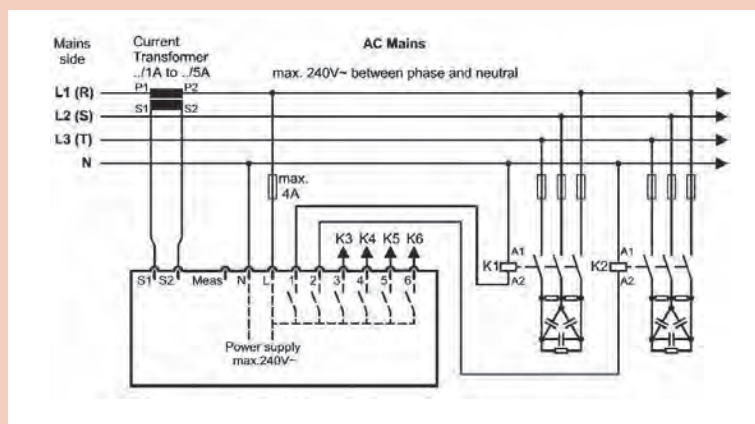 Mains side
Current Transformer ../1A to ../5A
AC Mains
max. 240V~ between phase and neutral
P1 P2
L1 (R)
S1 S2
L2 (S)
L3 (T)
N
max. 4A
K3 K4 K5 K6
K1 A1 A2
K2 A1 A2
S1 S2 Meas N L 1 2 3 4 5 6
Power supply
max.240V~